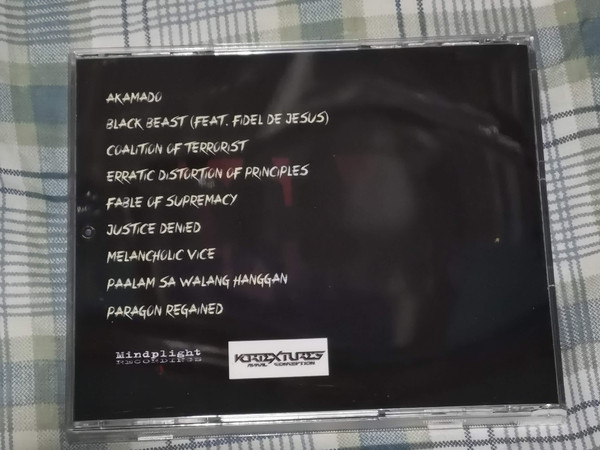 AKAMADO
BLACK BEAST (FEAT. FIDEL DE JESUS)
COALITION OF TERRORIST
ERRATIC DISTORTION OF PRINCIPLES
FABLE OF SUPREMACY
JUSTICE DENIED
MELANCHOLIC VICE
PAALAM SA WALANG HANGGAN
PARAGON REGAINED
Mindplight
RECORDINGS
VORTEXTURES